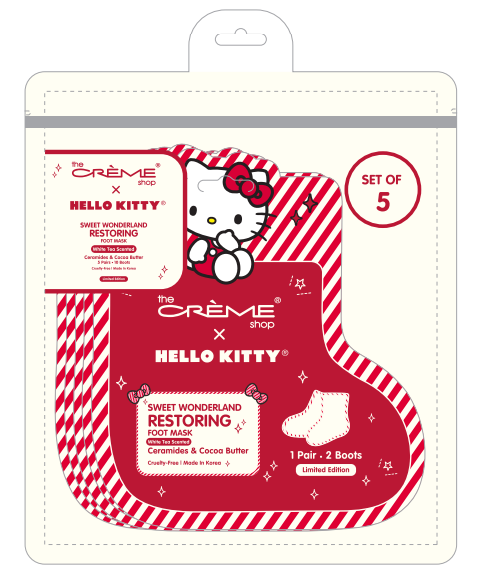 the
CRÈME®
shop
×
HELLO KITTY®
SWEET WONDERLAND
RESTORING
FOOT MASK
White Tea Scented
Ceramides & Cocoa Butter
5 Pairs • 10 Boots
Cruelty-Free | Made in Korea
Limited Edition
SET OF
5
the
CRÈME®
shop
×
HELLO KITTY®
SWEET WONDERLAND
RESTORING
FOOT MASK
White Tea Scented
Ceramides & Cocoa Butter
Cruelty-Free | Made In Korea
1 Pair • 2 Boots
Limited Edition